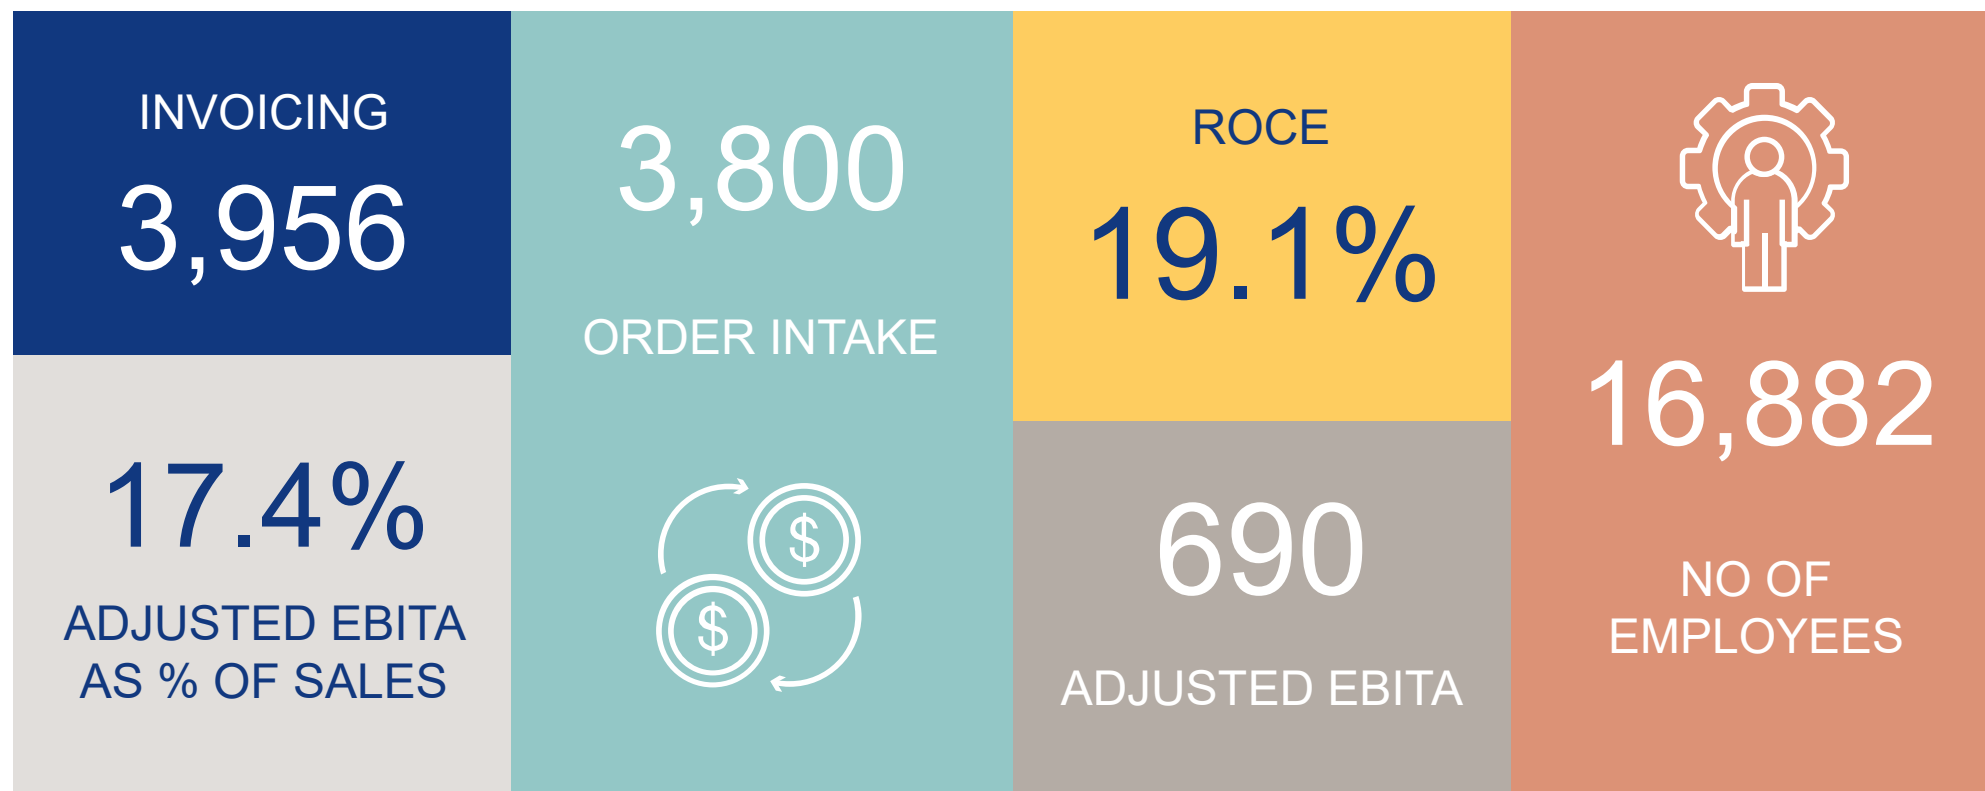 INVOICING
3,956
17.4%
ADJUSTED EBITA
AS % OF SALES
3,800
ORDER INTAKE
$
$
ROCE
19.1%
690
ADJUSTED EBITA
16,882
NO OF
EMPLOYEES